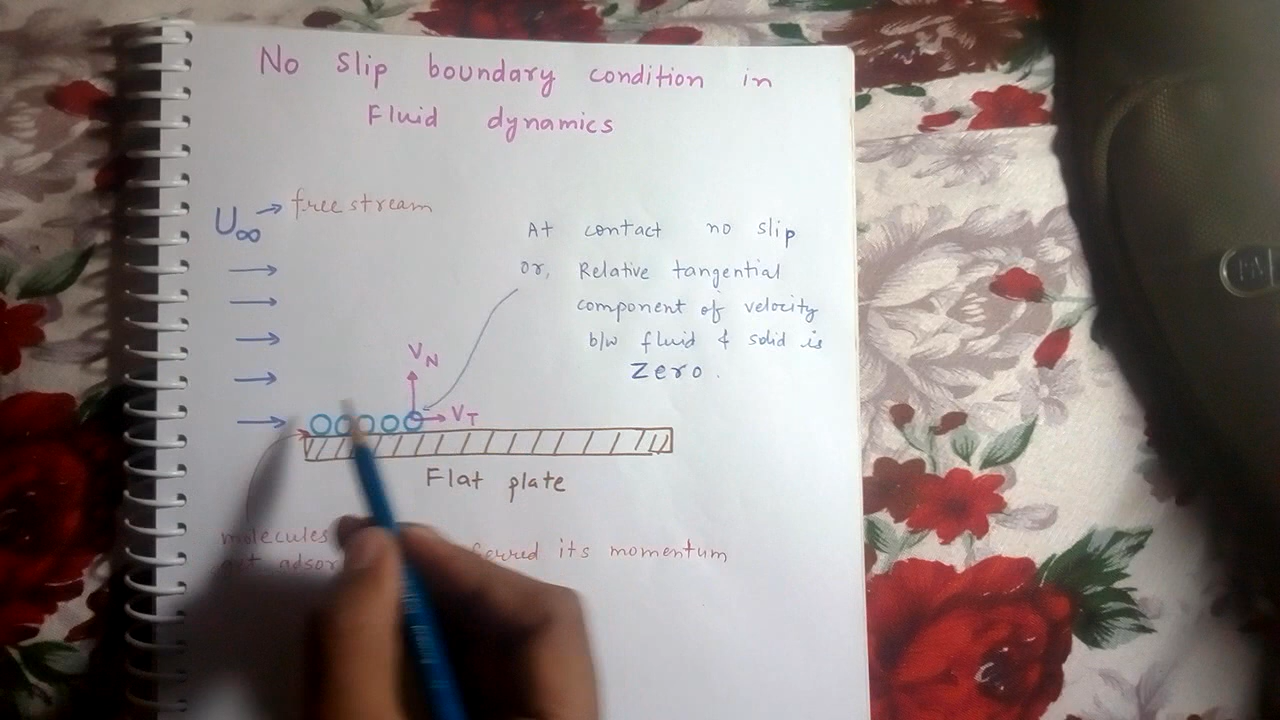 No slip boundary condition in
Fluid dynamics
U∞ → free stream
At contact no slip
or, Relative tangential
component of velocity
b/w fluid & solid is
Zero.
VN
VT
Flat plate
molecules its momentum